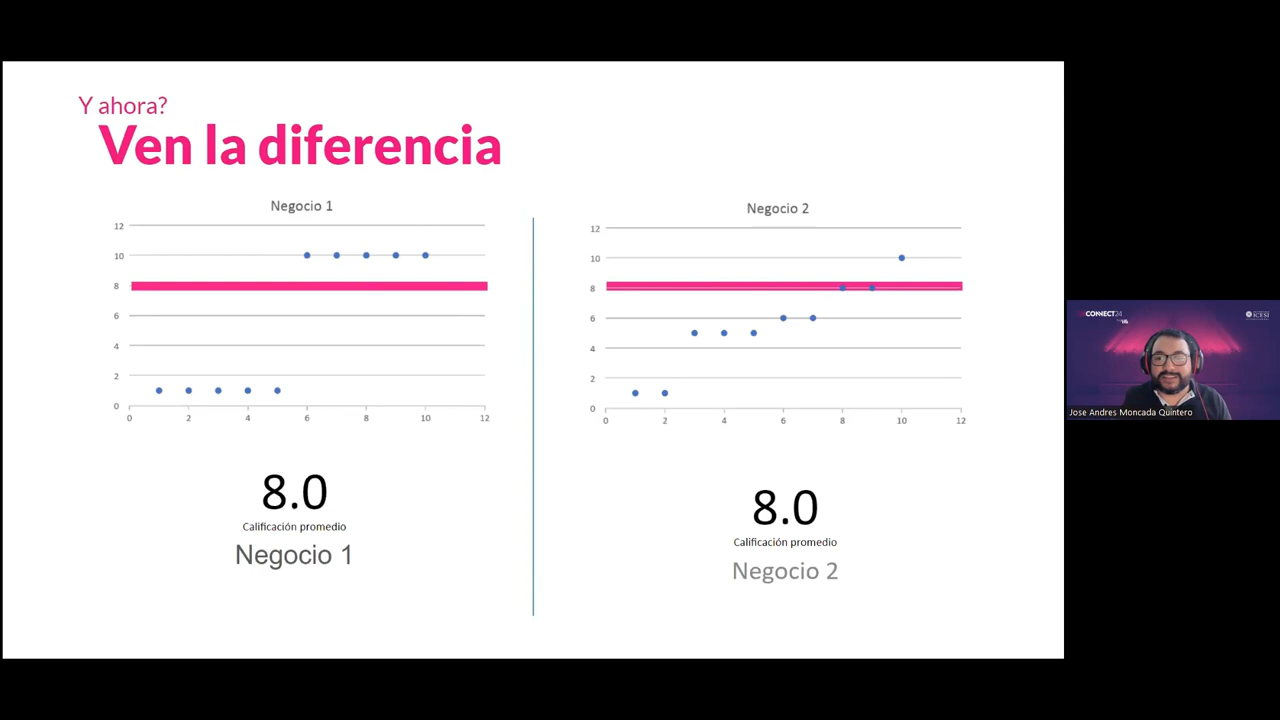 Y ahora?
Ven la diferencia
Negocio 1
12
10
8
6
4
2
0
0 2 4 6 8 10 12
8.0
Calificación promedio
Negocio 1
Negocio 2
12
10
8
6
4
2
0
0 2 4 6 8 10 12
8.0
Calificación promedio
Negocio 2
CONNECT24
ICESI
Jose Andres Moncada Quintero